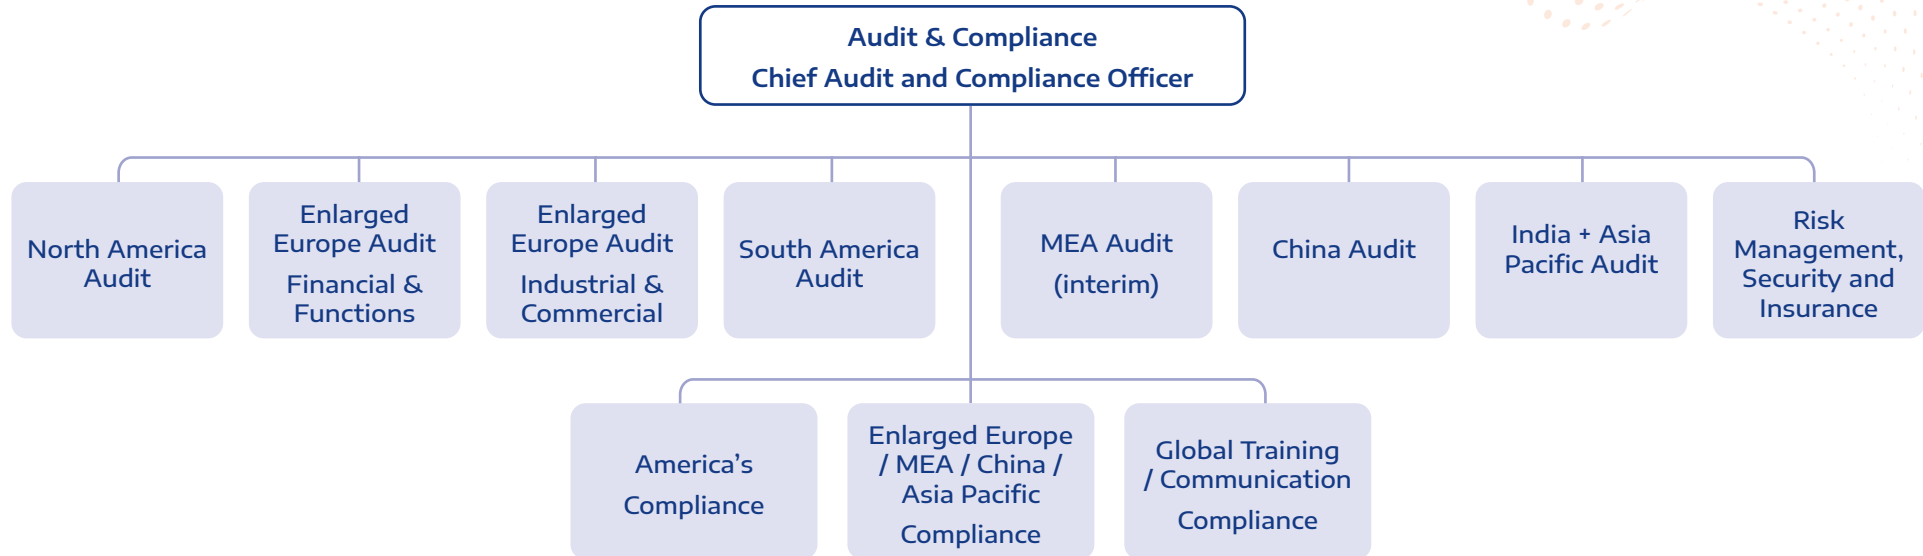 Audit & Compliance
Chief Audit and Compliance Officer
North America
Audit
Enlarged
Europe Audit
Financial &
Functions
Enlarged
Europe Audit
Industrial &
Commercial
South America
Audit
MEA Audit
(interim)
China Audit
India + Asia
Pacific Audit
Risk
Management,
Security and
Insurance
America’s
Compliance
Enlarged Europe
/ MEA / China /
Asia Pacific
Compliance
Global Training
/ Communication
Compliance